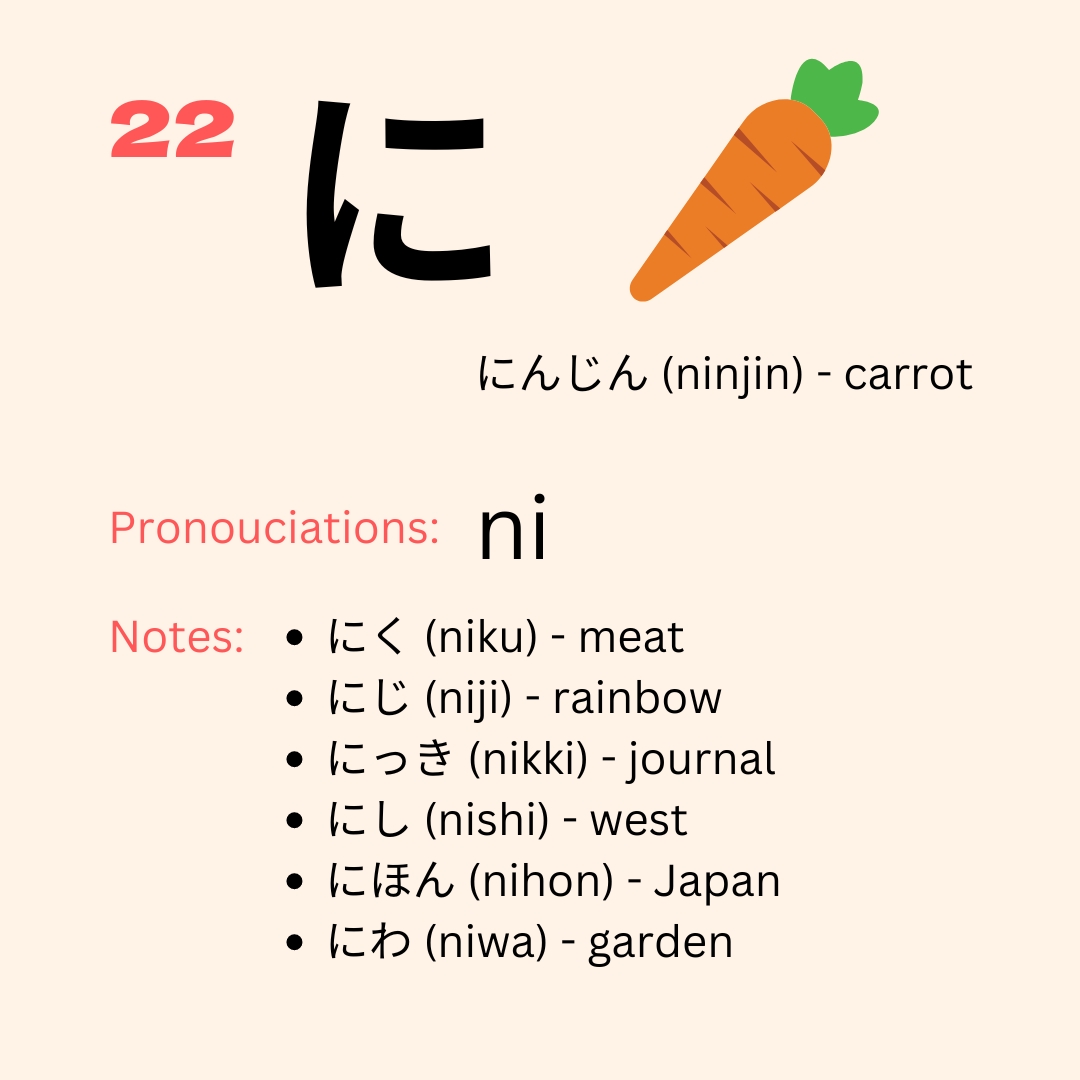 22 に
にんじん (ninjin) - carrot
Pronouciations: ni
Notes:
• にく (niku) - meat
• にじ (niji) - rainbow
• にっき (nikki) - journal
• にし (nishi) - west
• にほん (nihon) - Japan
• にわ (niwa) - garden